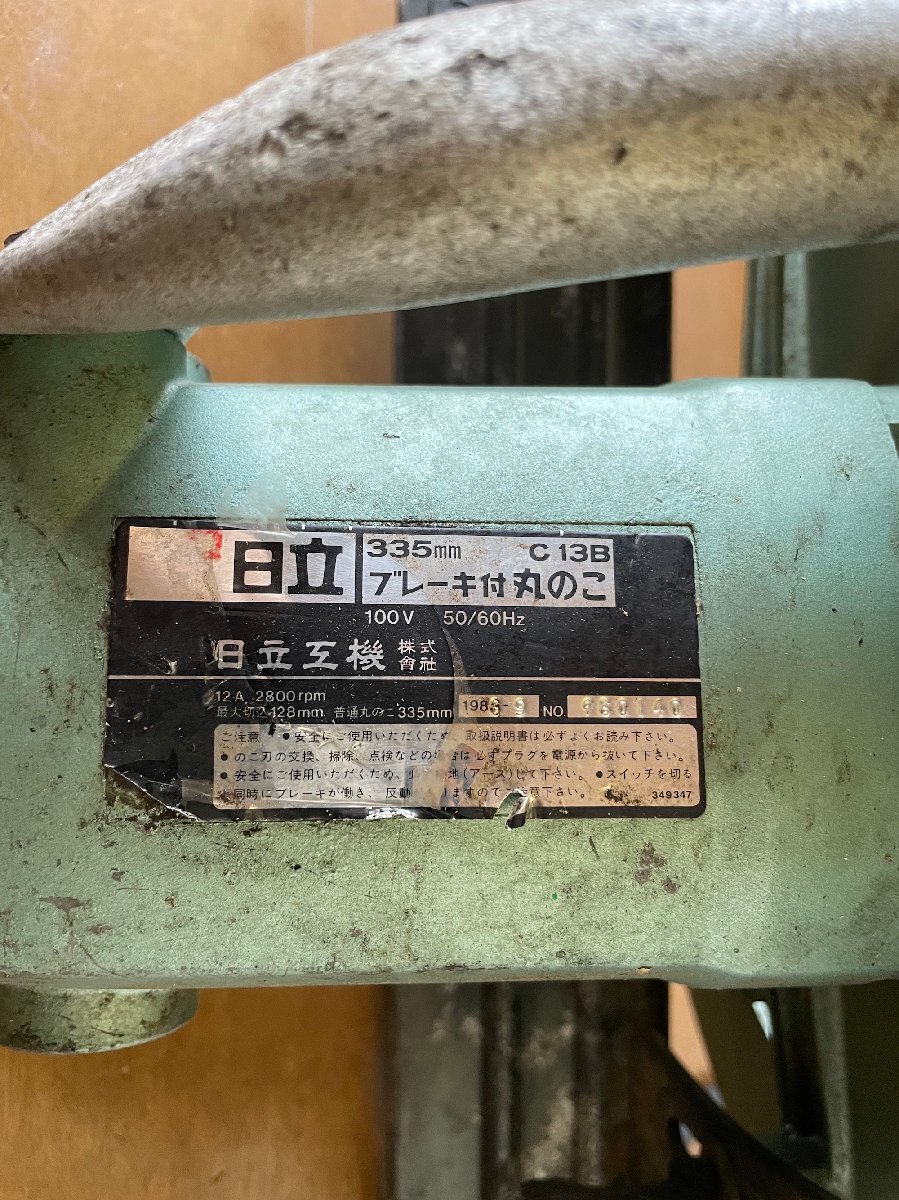 日立
335mm C13B
ブレーキ付 丸のこ
100V 50/60Hz
日立工機 株式會社
12A 2800rpm
最大切込128mm 普通丸のこ335mm
NO.
ご注意 ●安全にご使用いただくため、取扱説明書は必ずよくお読み下さい。
●のこ刃の交換、掃除、点検などの場合は必ずプラグを電源から抜いて下さい。
●安全にご使用いただくため、 (アース)して下さい。 ●スイッチを切る
と同時にブレーキが働き、反動 ますのでご注意下さい。
349347